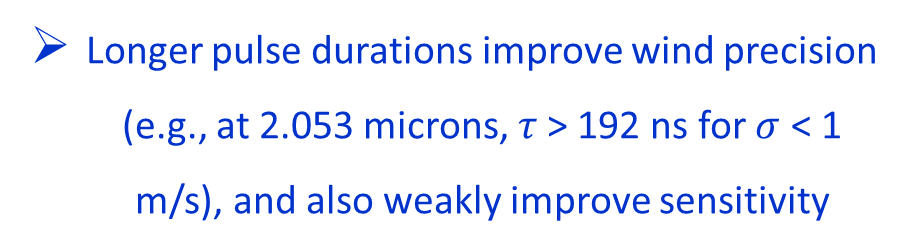 ➢ Longer pulse durations improve wind precision
(e.g., at 2.053 microns, 𝜏 > 192 ns for 𝜎 < 1
m/s), and also weakly improve sensitivity